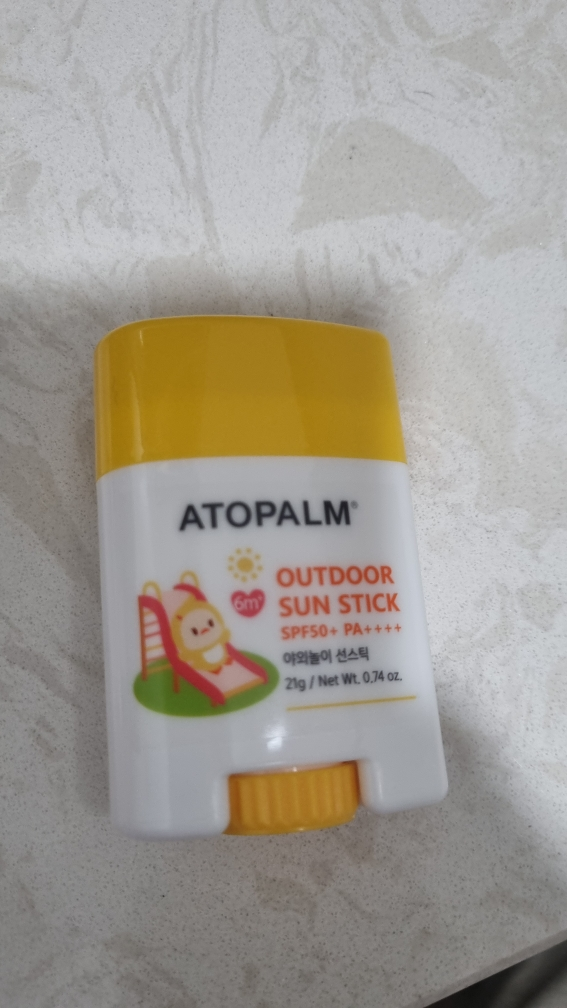 ATOPALM®
6m+
OUTDOOR
SUN STICK
SPF50+ PA++++
야외놀이 선스틱
21g / Net Wt. 0.74 oz.